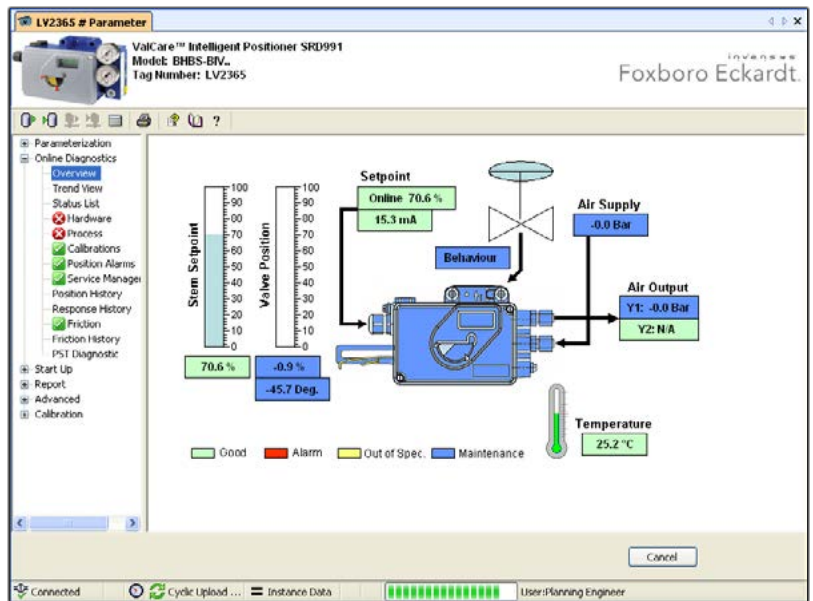 LV2365 # Parameter
ValCare™ Intelligent Positioner SRD991
Model: BHBS-BIV..
Tag Number: LV2365
invensys
Foxboro Eckardt.
Parameterization
Online Diagnostics
Overview
Trend View
Status List
Hardware
Process
Calibrations
Position Alarms
Service Manager
Position History
Response History
Friction
Friction History
PST Diagnostic
Start Up
Report
Advanced
Calibration
Stem Setpoint
100
90
80
70
60
50
40
30
20
10
0
70.6 %
Valve Position
100
90
80
70
60
50
40
30
20
10
0
-0.9 %
-45.7 Deg.
Setpoint
Online 70.6 %
15.3 mA
Behaviour
Air Supply
-0.0 Bar
Air Output
Y1: -0.0 Bar
Y2: N/A
Temperature
25.2 °C
Good
Alarm
Out of Spec.
Maintenance
Cancel
Connected
Cyclic Upload ...
Instance Data
User:Planning Engineer